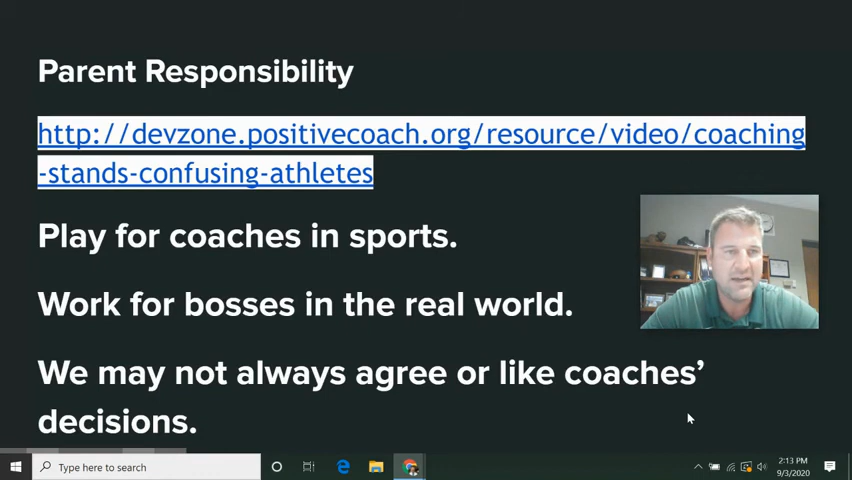 Parent Responsibility
http://devzone.positivecoach.org/resource/video/coaching
-stands-confusing-athletes
Play for coaches in sports.
Work for bosses in the real world.
We may not always agree or like coaches’
decisions.
Type here to search
2:13 PM
9/3/2020